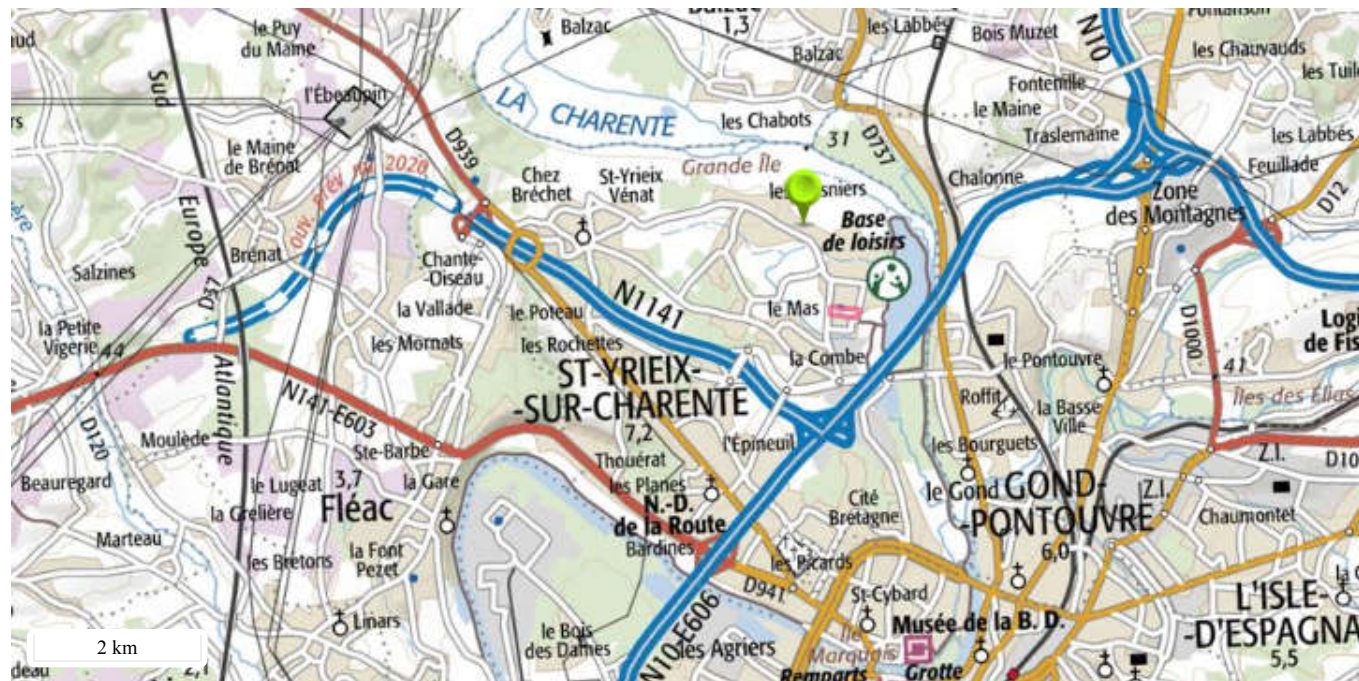 le Puy
du Maine
Balzac
1,3
les Labbés
Bois Muzet
N10
les Chauvauds
les Tuil
Balzac
Fontenille
Sud
l'Ébeaupin
LA CHARENTE
les Chabots
31
le Maine
Traslemaine
les Labbés
D939
le Maine
de Brénat
ouv. prév. mi 2020
Chez
Bréchet
St-Yrieix
Vénat
Grande Île
D737
Chalonne
Feuillade
Zone
des Montagnes
D12
Europe
Brénat
Base
de loisirs
Salzines
Chante-
-Oiseau
D37
N1141
la Vallade
le Poteau
le Mas
D1000
la Petite
Vigerie
44
les Mornats
les Rochettes
la Combe
le Pontouvre
Logi
de Fis
41
Atlantique
ST-YRIEIX-
-SUR-CHARENTE
7,2
Roffit
la Basse
Ville
Îles des Ellas
N141-E603
D120
Moulède
Ste-Barbe
l'Épineuil
les Bourguets
Z.I.
D10
Thouérat
Beauregard
le Lugeat
3,7
la Gare
les Planes
le Gond
GOND-
-PONTOUVRE
6,0
Z.I.
la Grelière
Fléac
N.-D.
de la Route
Cité
Bretagne
Chaumontet
Marteau
Bardines
les Bretons
la Font
Pezet
les Picards
D941
St-Cybard
L'ISLE-
-D'ESPAGNA
5,5
Linars
le Bois
des Dames
N10-E606
les Agriers
Musée de la B. D.
Île
Marquais
Remparts
Grotte
2 km